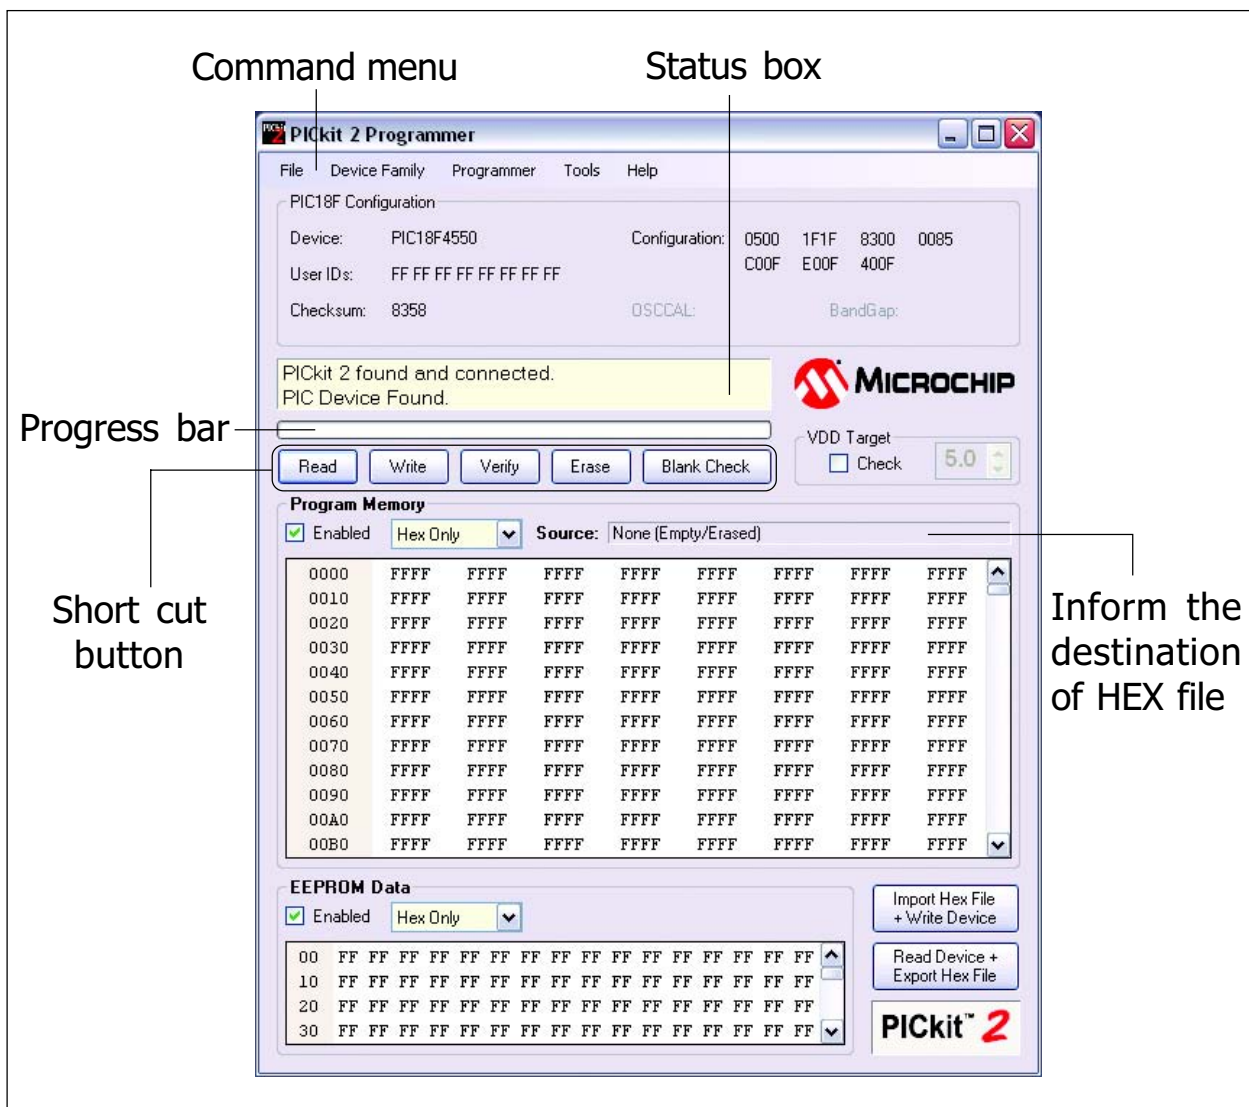 Command menu
Status box
PICkit 2 Programmer
File Device Family Programmer Tools Help
PIC18F Configuration
Device: PIC18F4550 Configuration: 0500 1F1F 8300 0085
C00F E00F 400F
User IDs: FF FF FF FF FF FF FF FF
Checksum: 8358 OSCCAL: BandGap:
PICkit 2 found and connected.
PIC Device Found.
MICROCHIP
Progress bar
VDD Target
Check 5.0
Read Write Verify Erase Blank Check
Program Memory
Enabled Hex Only Source: None (Empty/Erased)
0000 FFFF FFFF FFFF FFFF FFFF FFFF FFFF FFFF
0010 FFFF FFFF FFFF FFFF FFFF FFFF FFFF FFFF
0020 FFFF FFFF FFFF FFFF FFFF FFFF FFFF FFFF
0030 FFFF FFFF FFFF FFFF FFFF FFFF FFFF FFFF
0040 FFFF FFFF FFFF FFFF FFFF FFFF FFFF FFFF
0050 FFFF FFFF FFFF FFFF FFFF FFFF FFFF FFFF
0060 FFFF FFFF FFFF FFFF FFFF FFFF FFFF FFFF
0070 FFFF FFFF FFFF FFFF FFFF FFFF FFFF FFFF
0080 FFFF FFFF FFFF FFFF FFFF FFFF FFFF FFFF
0090 FFFF FFFF FFFF FFFF FFFF FFFF FFFF FFFF
00A0 FFFF FFFF FFFF FFFF FFFF FFFF FFFF FFFF
00B0 FFFF FFFF FFFF FFFF FFFF FFFF FFFF FFFF
Short cut
button
Inform the
destination
of HEX file
EEPROM Data
Enabled Hex Only
00 FF FF FF FF FF FF FF FF FF FF FF FF FF FF FF FF
10 FF FF FF FF FF FF FF FF FF FF FF FF FF FF FF FF
20 FF FF FF FF FF FF FF FF FF FF FF FF FF FF FF FF
30 FF FF FF FF FF FF FF FF FF FF FF FF FF FF FF FF
Import Hex File
+ Write Device
Read Device +
Export Hex File
PICkit™ 2